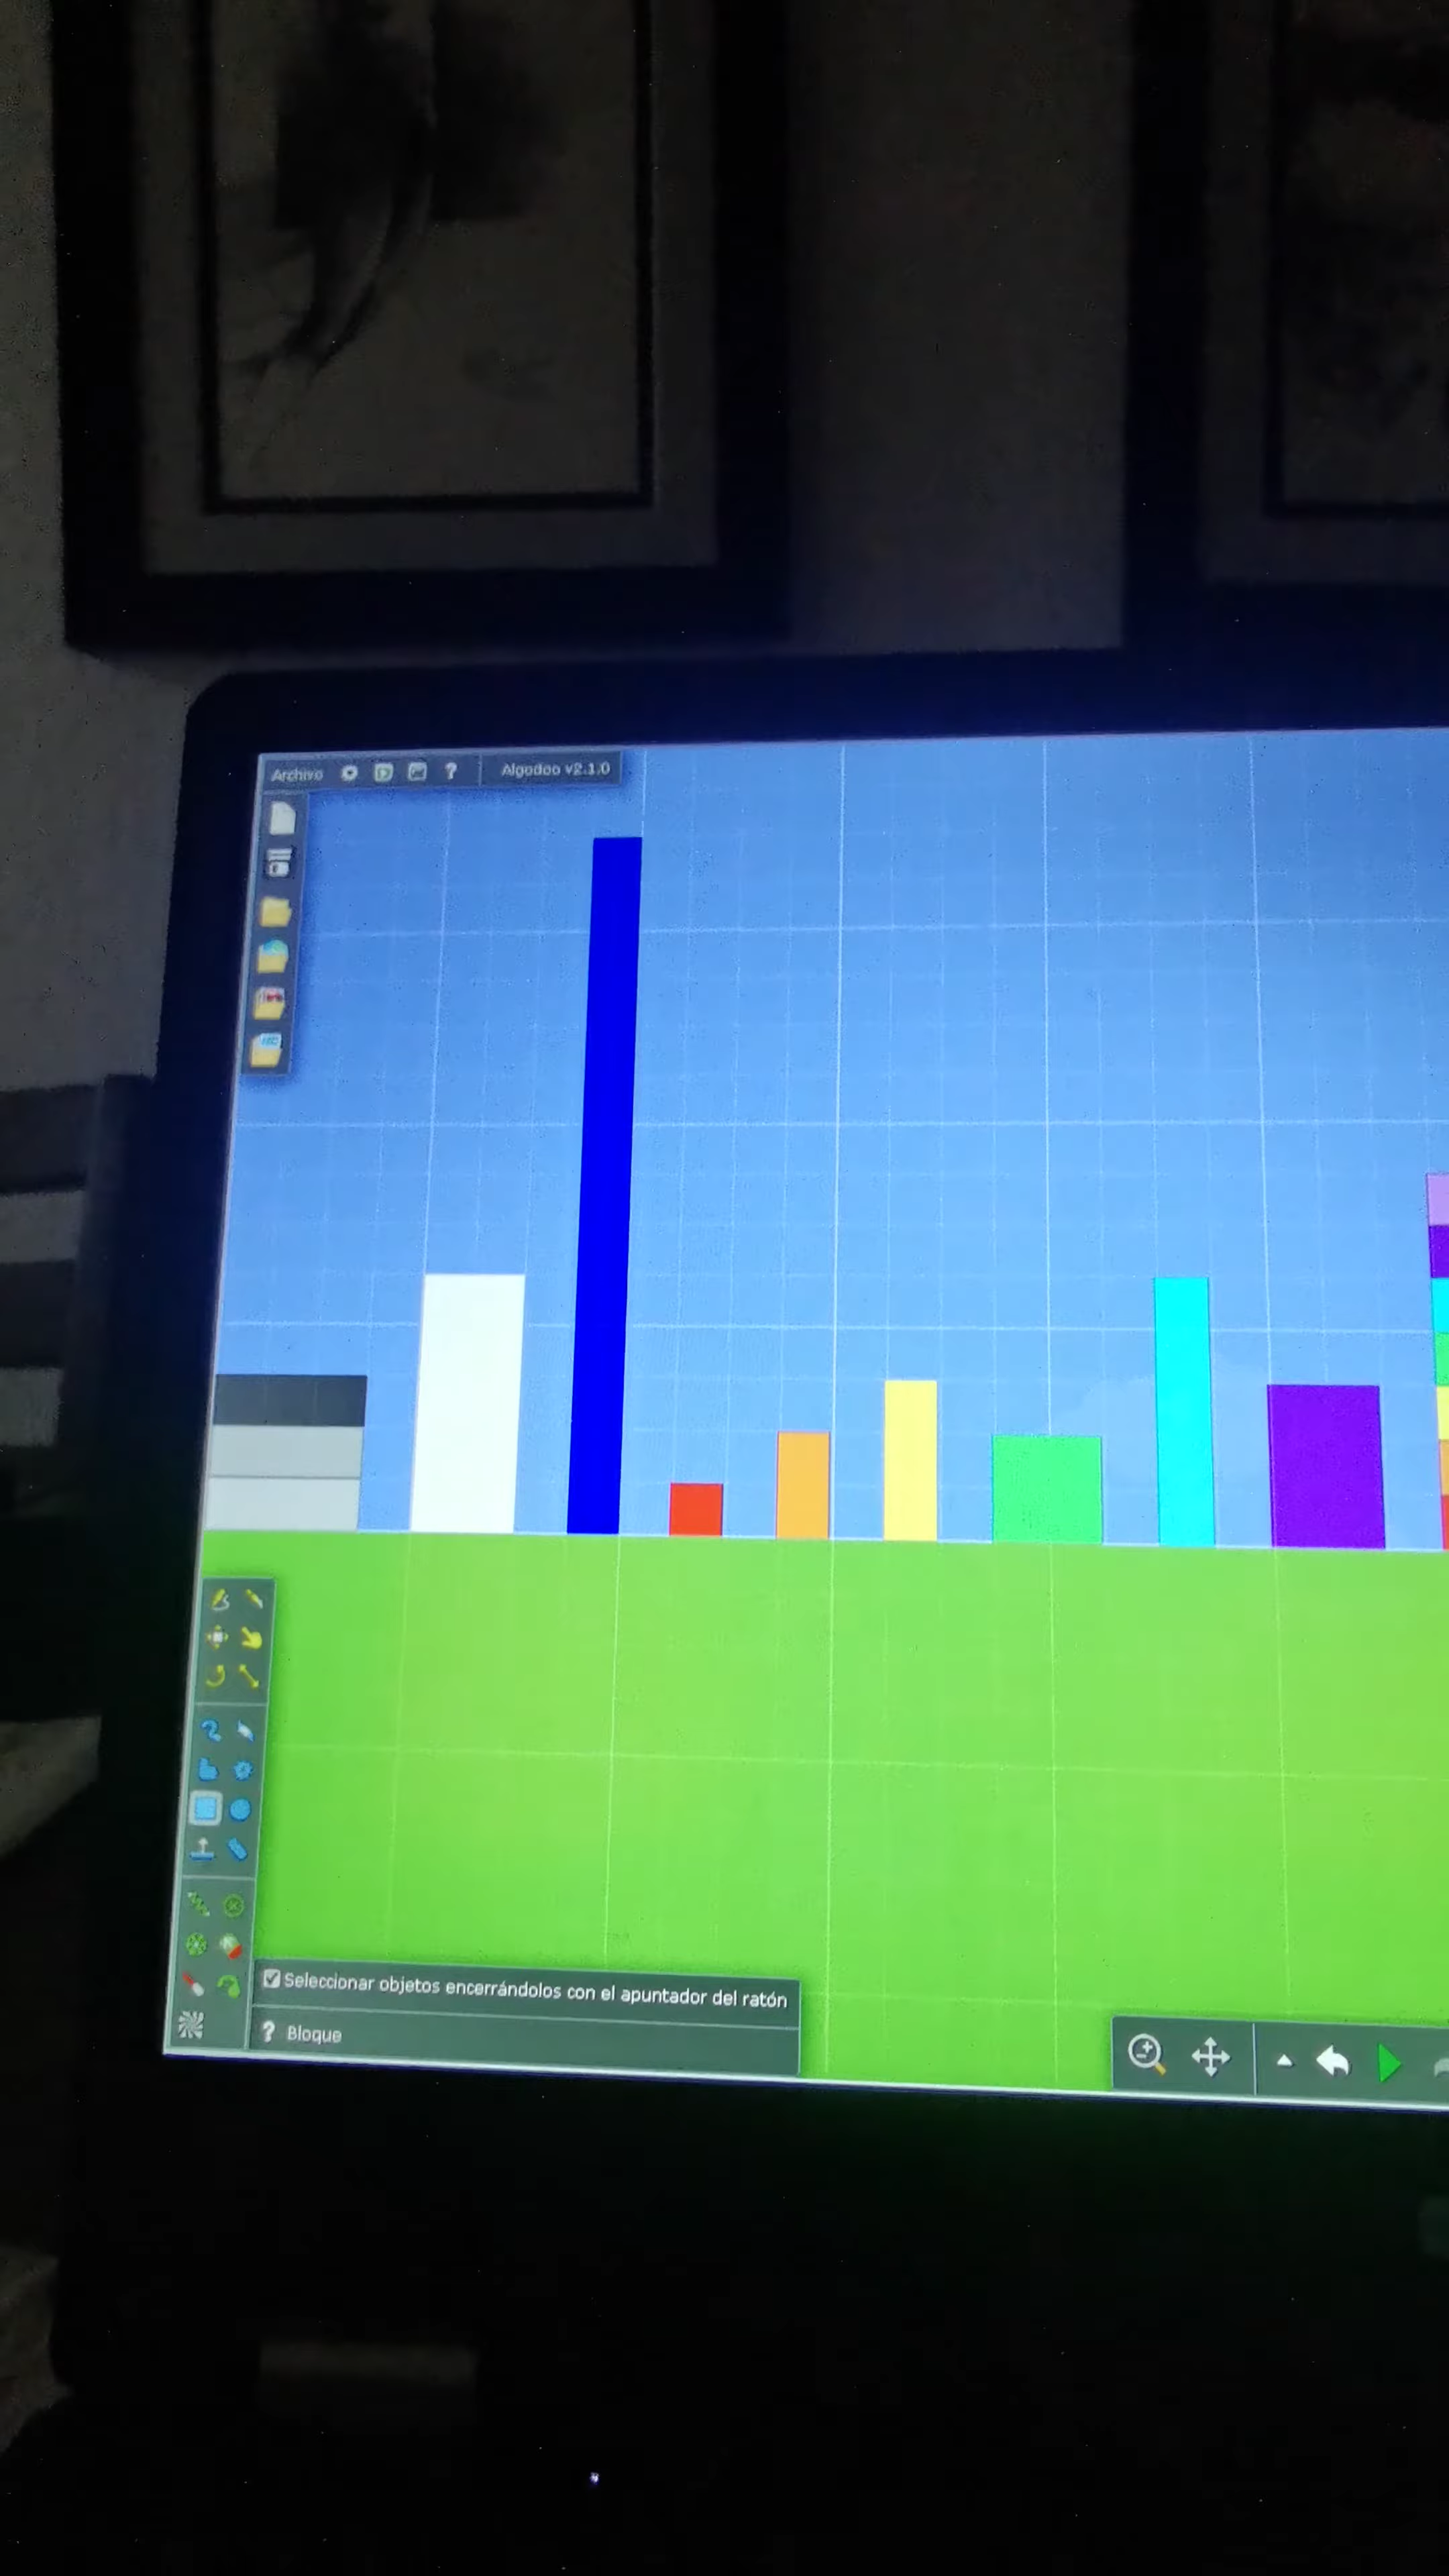 Archivo ? Algodoo v2.1.0
Seleccionar objetos encerrándolos con el apuntador del ratón
? Bloque